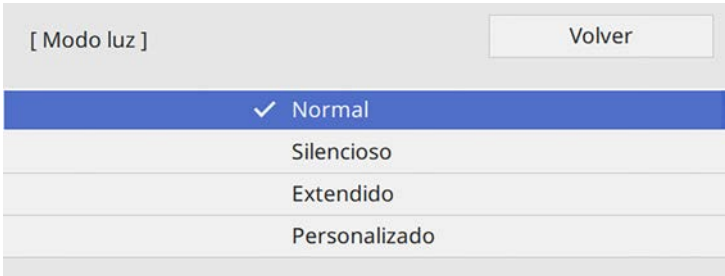 [ Modo luz ]
Volver
Normal
Silencioso
Extendido
Personalizado